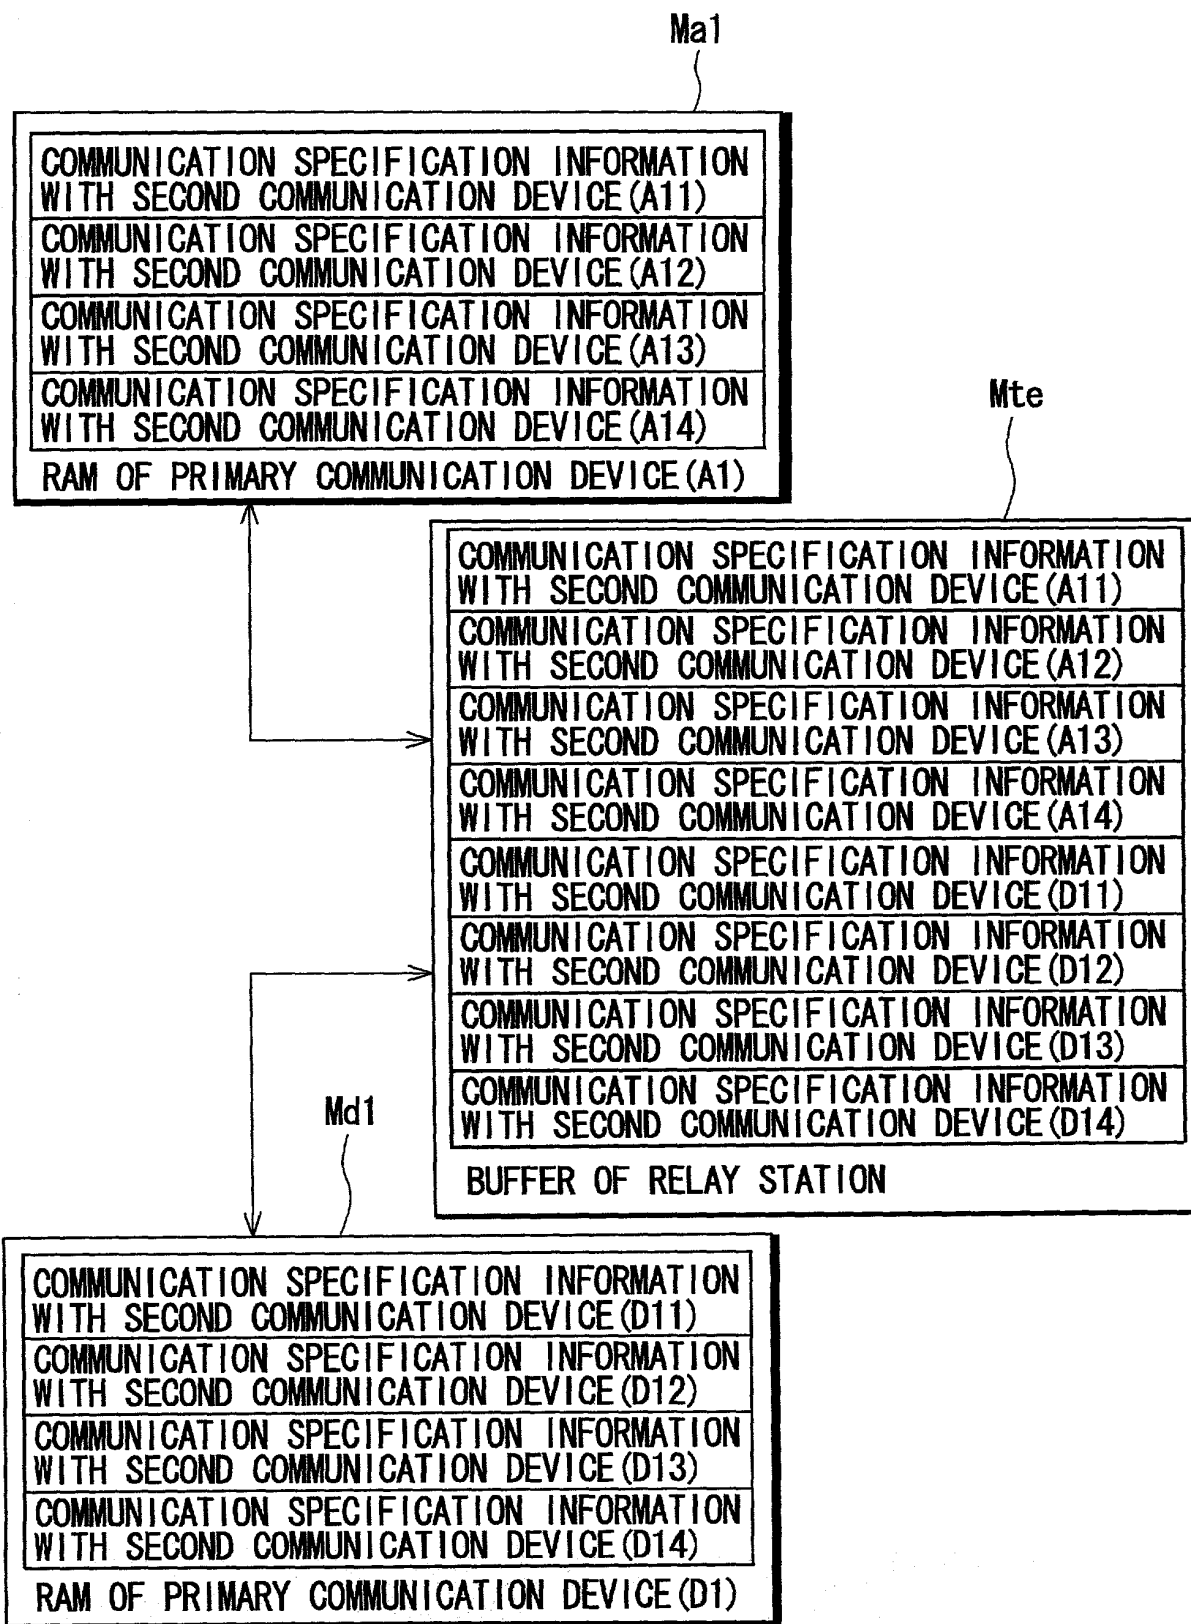 Ma1
COMMUNICATION SPECIFICATION INFORMATION
WITH SECOND COMMUNICATION DEVICE(A11)
COMMUNICATION SPECIFICATION INFORMATION
WITH SECOND COMMUNICATION DEVICE(A12)
COMMUNICATION SPECIFICATION INFORMATION
WITH SECOND COMMUNICATION DEVICE(A13)
COMMUNICATION SPECIFICATION INFORMATION
WITH SECOND COMMUNICATION DEVICE(A14)
RAM OF PRIMARY COMMUNICATION DEVICE(A1)
Mte
COMMUNICATION SPECIFICATION INFORMATION
WITH SECOND COMMUNICATION DEVICE(A11)
COMMUNICATION SPECIFICATION INFORMATION
WITH SECOND COMMUNICATION DEVICE(A12)
COMMUNICATION SPECIFICATION INFORMATION
WITH SECOND COMMUNICATION DEVICE(A13)
COMMUNICATION SPECIFICATION INFORMATION
WITH SECOND COMMUNICATION DEVICE(A14)
COMMUNICATION SPECIFICATION INFORMATION
WITH SECOND COMMUNICATION DEVICE(D11)
COMMUNICATION SPECIFICATION INFORMATION
WITH SECOND COMMUNICATION DEVICE(D12)
COMMUNICATION SPECIFICATION INFORMATION
WITH SECOND COMMUNICATION DEVICE(D13)
COMMUNICATION SPECIFICATION INFORMATION
WITH SECOND COMMUNICATION DEVICE(D14)
BUFFER OF RELAY STATION
Md1
COMMUNICATION SPECIFICATION INFORMATION
WITH SECOND COMMUNICATION DEVICE(D11)
COMMUNICATION SPECIFICATION INFORMATION
WITH SECOND COMMUNICATION DEVICE(D12)
COMMUNICATION SPECIFICATION INFORMATION
WITH SECOND COMMUNICATION DEVICE(D13)
COMMUNICATION SPECIFICATION INFORMATION
WITH SECOND COMMUNICATION DEVICE(D14)
RAM OF PRIMARY COMMUNICATION DEVICE(D1)